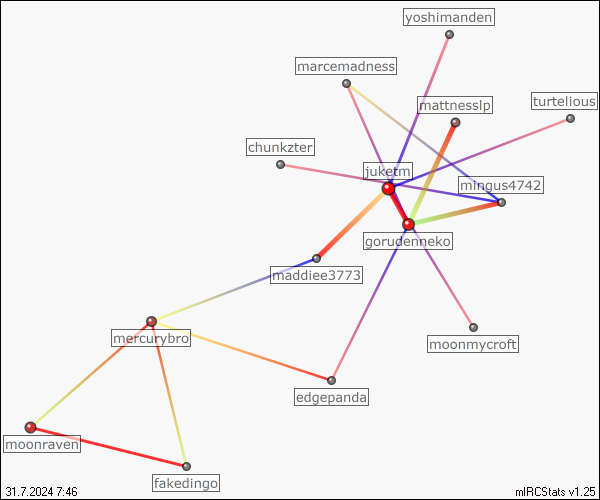 yoshimanden
marcemadness
turtelious
mattnesslp
chunkzter
juketm
mingus4742
gorudenneko
maddiee3773
mercurybro
moonmycroft
edgepanda
moonraven
fakedingo
31.7.2024 7:46
mIRCStats v1.25